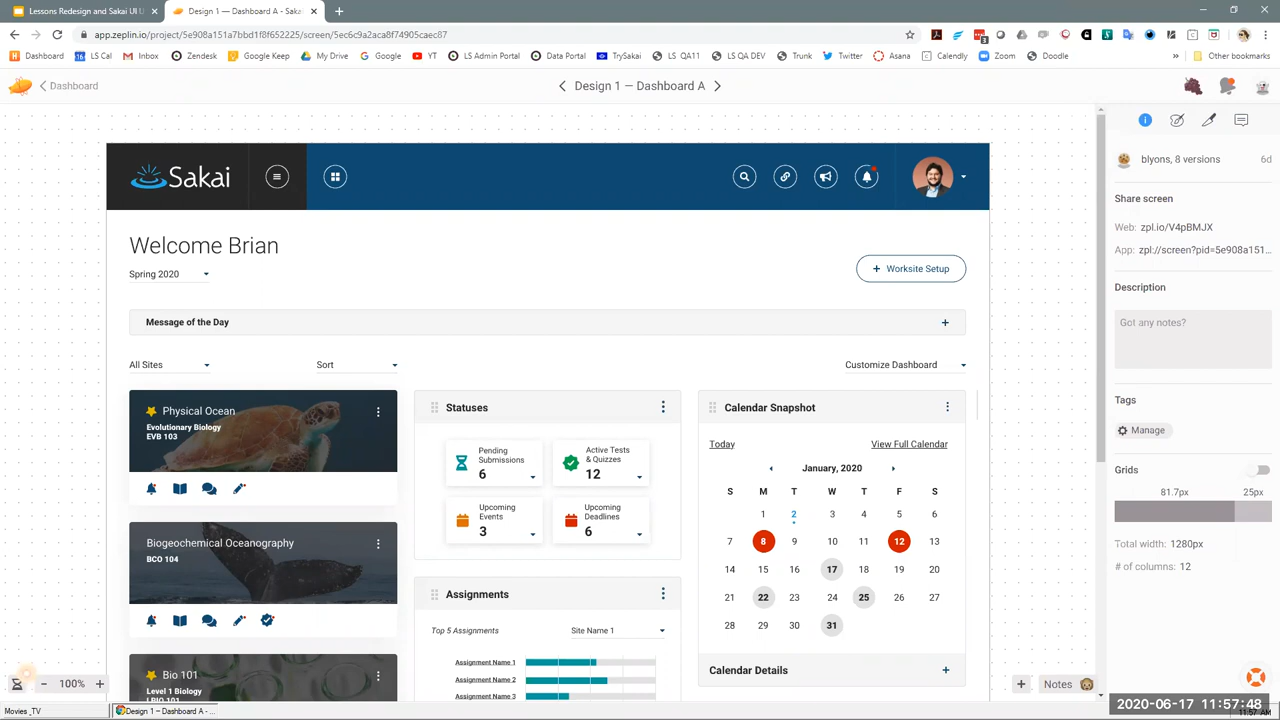 Lessons Redesign and Sakai UI U
Design 1 — Dashboard A - Sak
app.zeplin.io/project/5e908a151a7bbd1f8f652225/screen/5ec6c9a2aca8f74905caec87
Dashboard
LS Cal
Inbox
Zendesk
Google Keep
My Drive
Google
YT
LS Admin Portal
Data Portal
TrySakai
LS QA11
LS QA DEV
Trunk
Twitter
Asana
Calendly
Zoom
Doodle
»
Other bookmarks
Dashboard
Design 1 — Dashboard A
Sakai
blyons, 8 versions 6d
Share screen
Web: zpl.io/V4pBMJX
App: zpl://screen?pid=5e908a151...
Description
Got any notes?
Tags
Manage
Grids
81.7px 25px
Total width: 1280px
# of columns: 12
Welcome Brian
Spring 2020
+ Worksite Setup
Message of the Day +
All Sites
Sort
Customize Dashboard
Physical Ocean
Evolutionary Biology
EVB 103
Biogeochemical Oceanography
BCO 104
Bio 101
Level 1 Biology
LBIO 101
Statuses
Pending
Submissions
6
Active Tests
& Quizzes
12
Upcoming
Events
3
Upcoming
Deadlines
6
Assignments
Top 5 Assignments Site Name 1
Assignment Name 1
Assignment Name 2
Assignment Name 3
Calendar Snapshot
Today View Full Calendar
January, 2020
S M T W T F S
1 2 3 4 5 6
7 8 9 10 11 12 13
14 15 16 17 18 19 20
21 22 23 24 25 26 27
28 29 30 31
Calendar Details +
− 100% +
+ Notes
Movies _TV
Design 1 — Dashboard A - ...
2020-06-17 11:57:48
11:57 AM